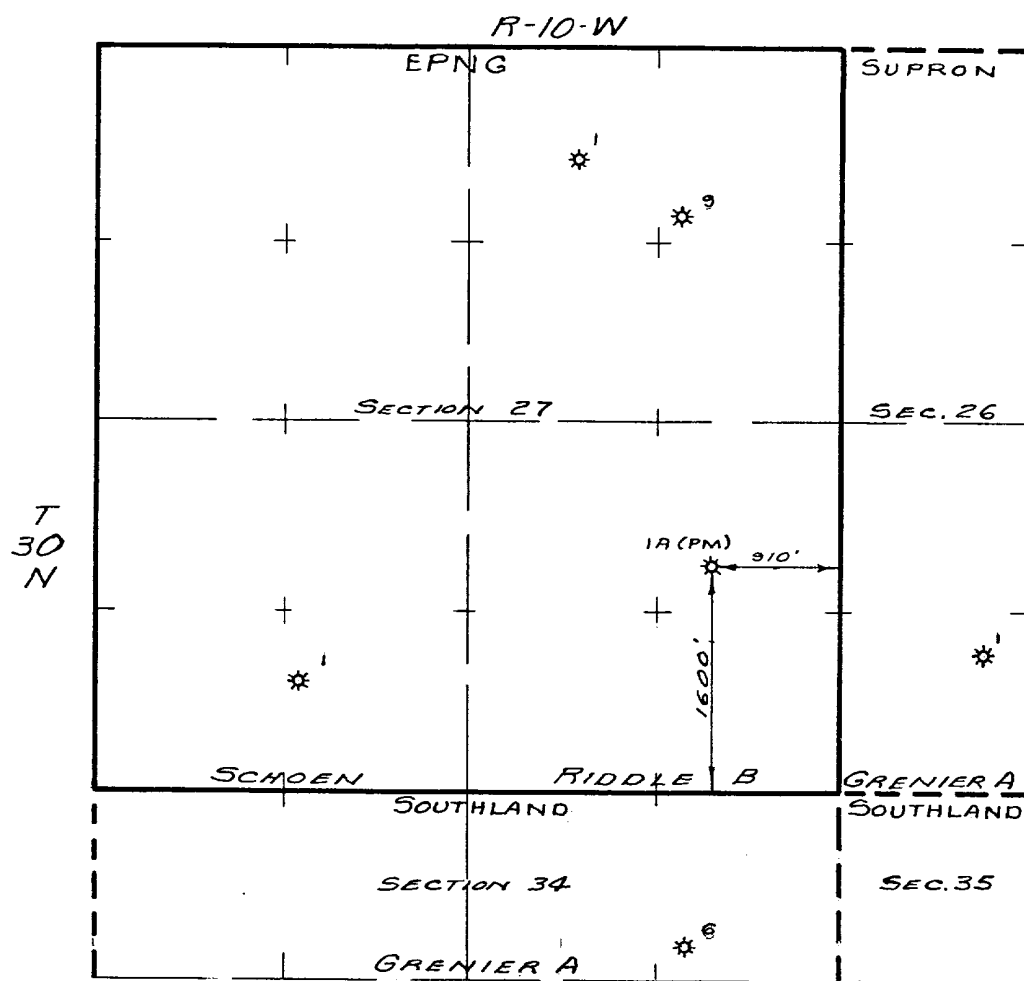 R-10-W
EPNG
SUPRON
1
9
SECTION 27
SEC. 26
T
30
N
1A (PM)
910'
1600'
1
1
SCHOEN
RIDDLE B
GRENIER A
SOUTHLAND
SOUTHLAND
SECTION 34
SEC. 35
6
GRENIER A